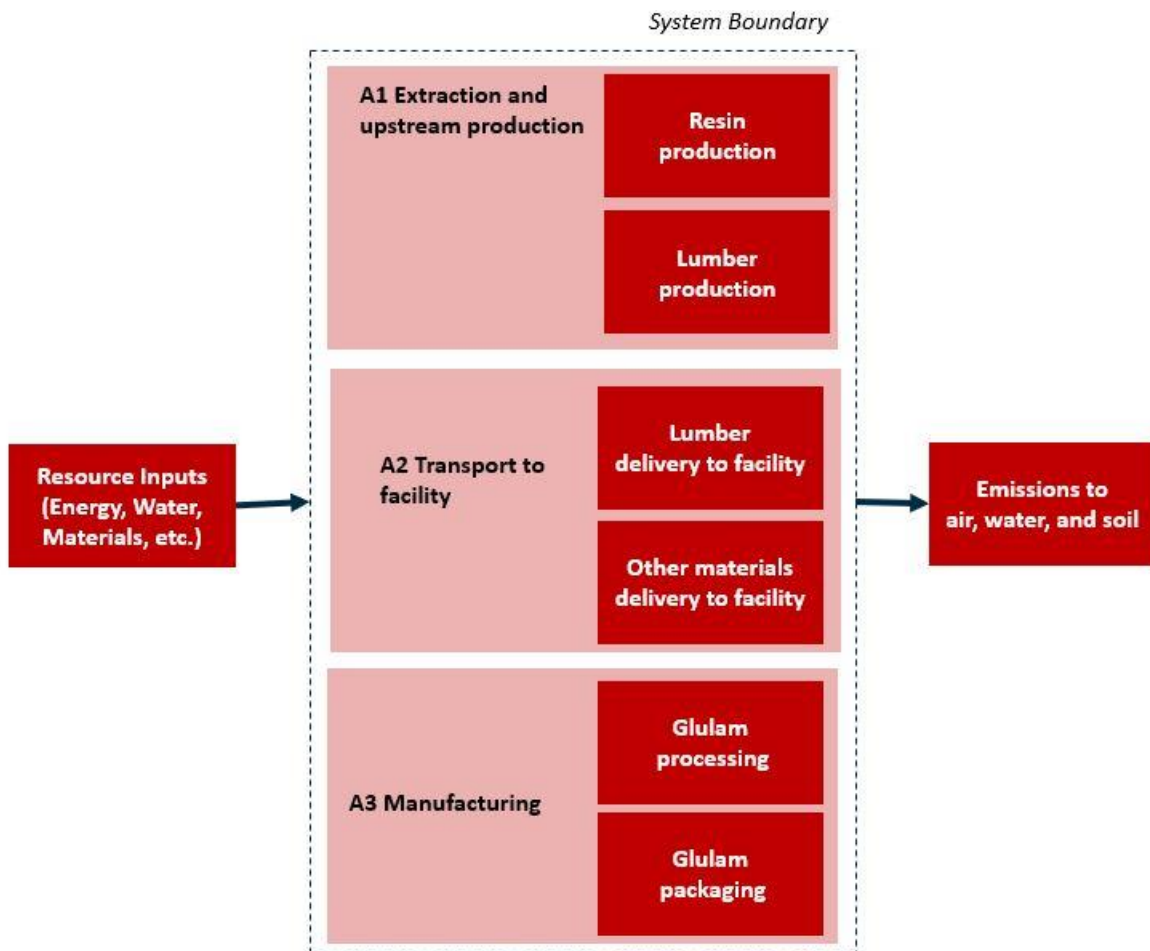 System Boundary
A1 Extraction and
upstream production
Resin
production
Lumber
production
Resource Inputs
(Energy, Water,
Materials, etc.)
A2 Transport to
facility
Lumber
delivery to facility
Other materials
delivery to facility
Emissions to
air, water, and soil
A3 Manufacturing
Glulam
processing
Glulam
packaging